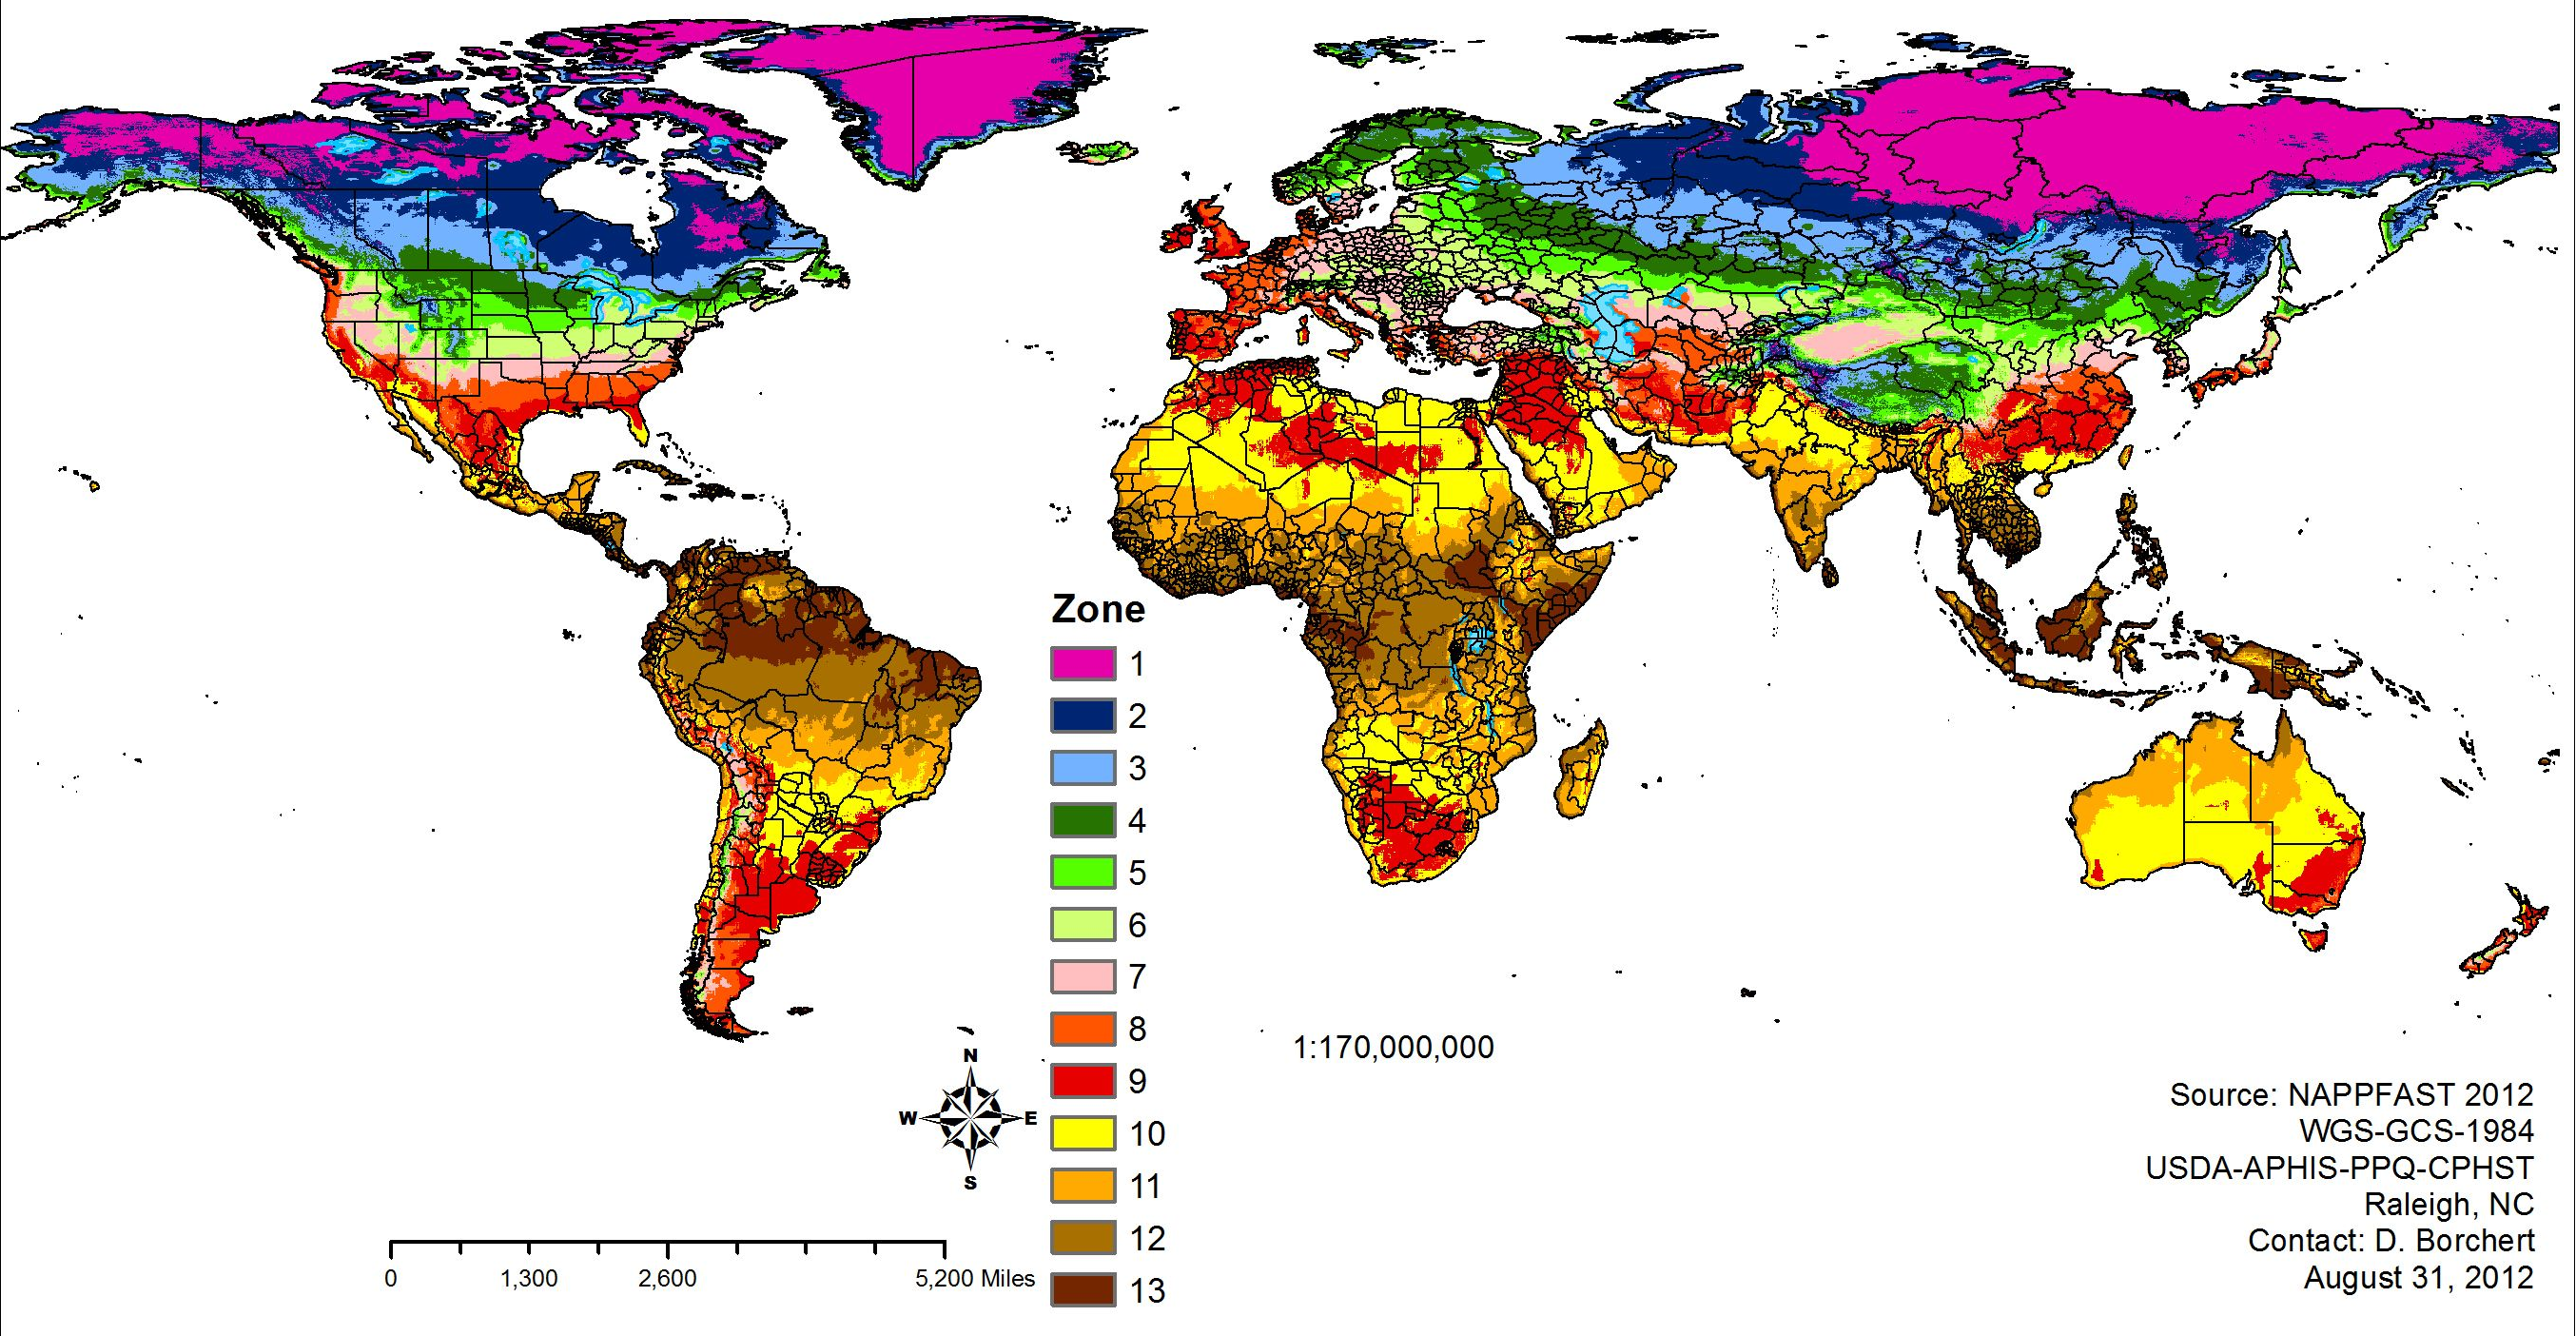 Zone
1
2
3
4
5
6
7
8
9
10
11
12
13
N
W E
S
0 1,300 2,600 5,200 Miles
1:170,000,000
Source: NAPPFAST 2012
WGS-GCS-1984
USDA-APHIS-PPQ-CPHST
Raleigh, NC
Contact: D. Borchert
August 31, 2012